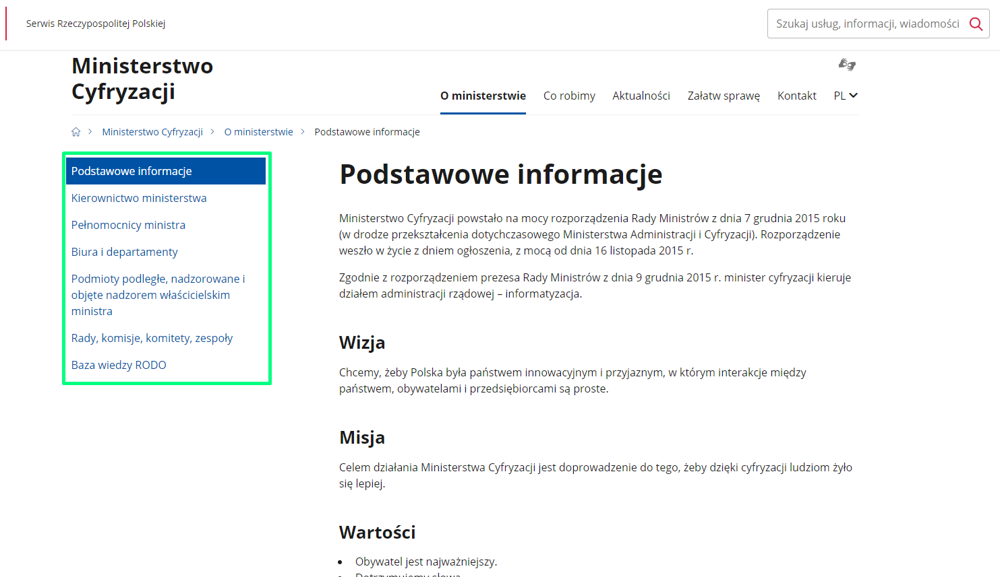 Serwis Rzeczypospolitej Polskiej
Szukaj usług, informacji, wiadomości
Ministerstwo
Cyfryzacji
O ministerstwie Co robimy Aktualności Załatw sprawę Kontakt PL
Ministerstwo Cyfryzacji O ministerstwie Podstawowe informacje
Podstawowe informacje
Kierownictwo ministerstwa
Pełnomocnicy ministra
Biura i departamenty
Podmioty podległe, nadzorowane i
objęte nadzorem właścicielskim
ministra
Rady, komisje, komitety, zespoły
Baza wiedzy RODO
Podstawowe informacje
Ministerstwo Cyfryzacji powstało na mocy rozporządzenia Rady Ministrów z dnia 7 grudnia 2015 roku
(w drodze przekształcenia dotychczasowego Ministerstwa Administracji i Cyfryzacji). Rozporządzenie
weszło w życie z dniem ogłoszenia, z mocą od dnia 16 listopada 2015 r.
Zgodnie z rozporządzeniem prezesa Rady Ministrów z dnia 9 grudnia 2015 r. minister cyfryzacji kieruje
działem administracji rządowej – informatyzacja.
Wizja
Chcemy, żeby Polska była państwem innowacyjnym i przyjaznym, w którym interakcje między
państwem, obywatelami i przedsiębiorcami są proste.
Misja
Celem działania Ministerstwa Cyfryzacji jest doprowadzenie do tego, żeby dzięki cyfryzacji ludziom żyło
się lepiej.
Wartości
• Obywatel jest najważniejszy.
• Dotrzymujemy słowa.